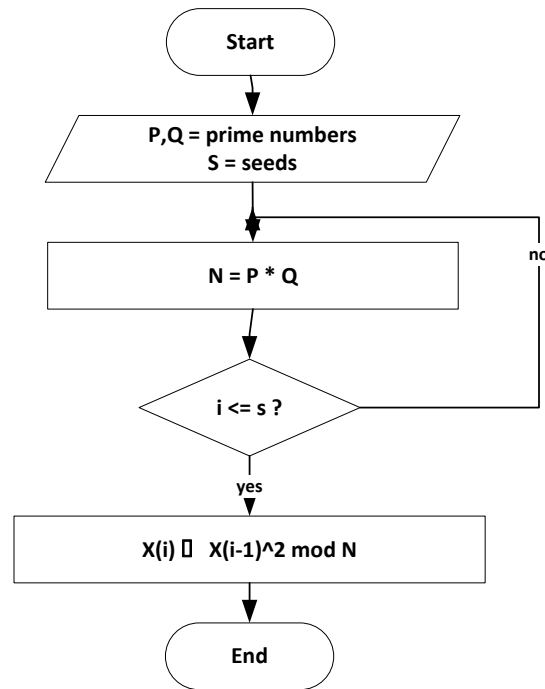 Start
P,Q = prime numbers
S = seeds
N = P * Q
no
i <= s ?
yes
X(i) ▯ X(i-1)^2 mod N
End